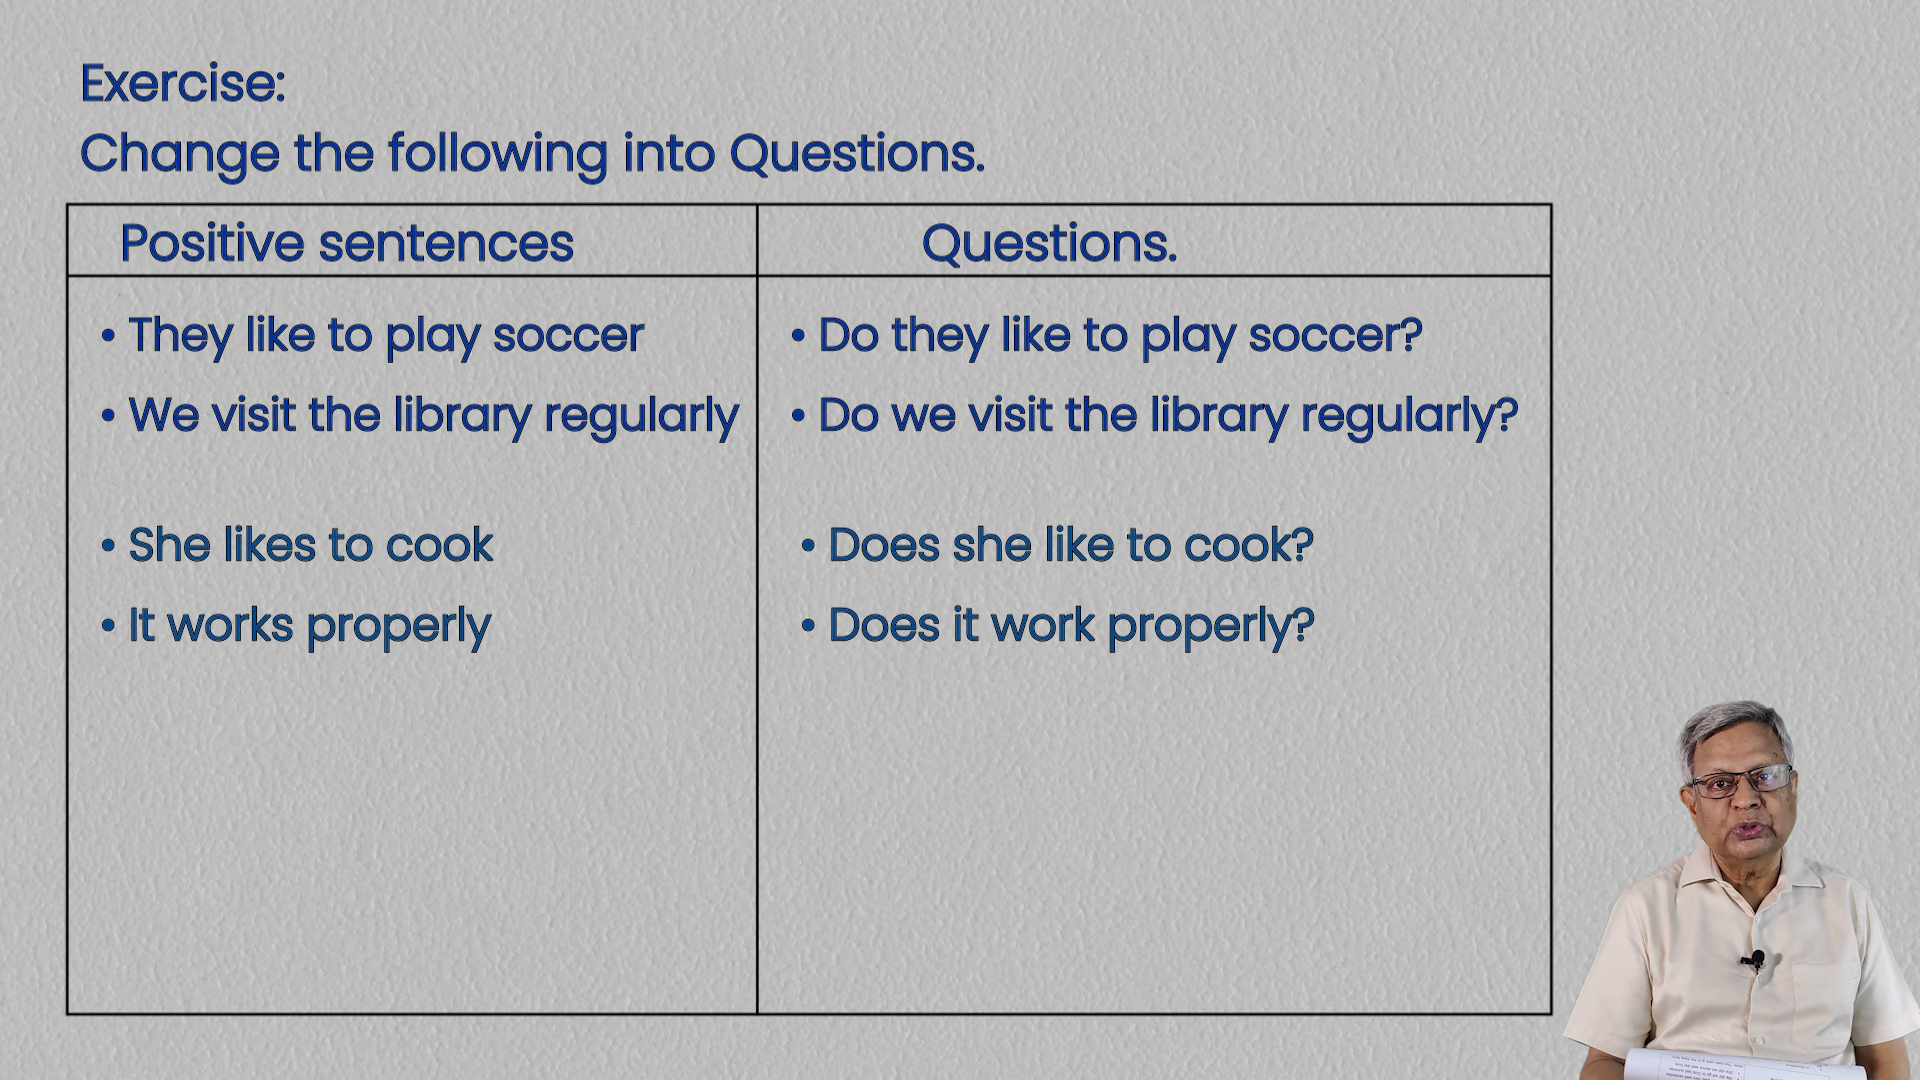 Exercise:
Change the following into Questions.
Positive sentences
Questions.
• They like to play soccer
• Do they like to play soccer?
• We visit the library regularly
• Do we visit the library regularly?
• She likes to cook
• Does she like to cook?
• It works properly
• Does it work properly?